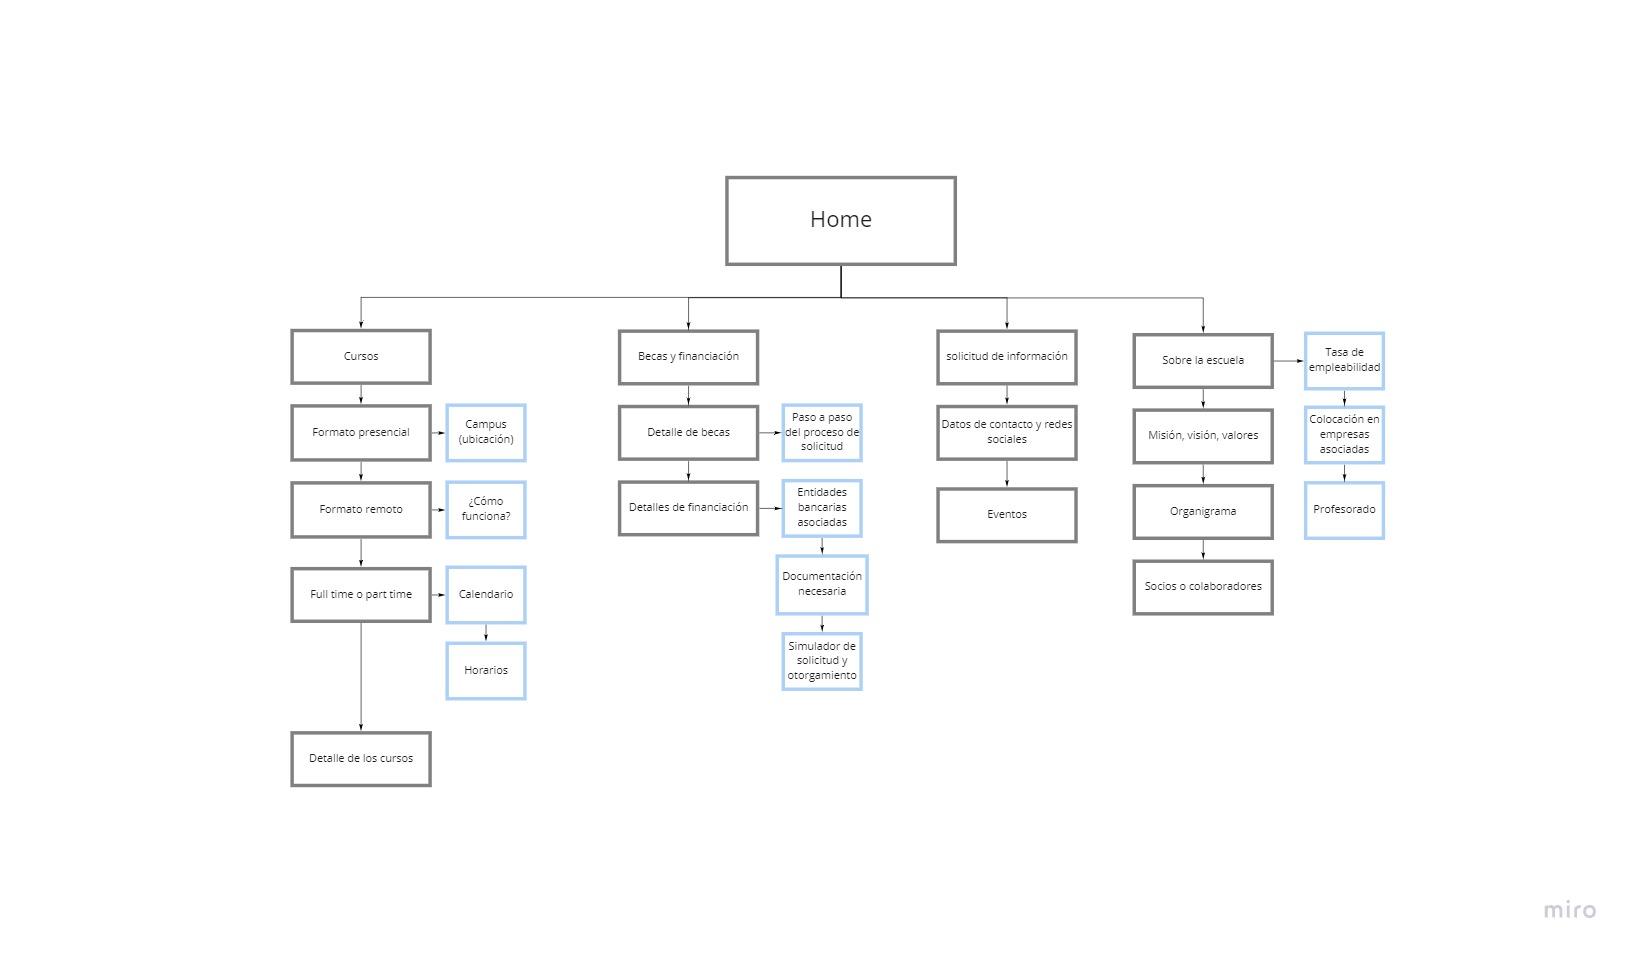 Home
Cursos
Formato presencial
Campus
(ubicación)
Formato remoto
¿Cómo
funciona?
Full time o part time
Calendario
Horarios
Detalle de los cursos
Becas y financiación
Detalle de becas
Paso a paso
del proceso de
solicitud
Detalles de financiación
Entidades
bancarias
asociadas
Documentación
necesaria
Simulador de
solicitud y
otorgamiento
solicitud de información
Datos de contacto y redes
sociales
Eventos
Sobre la escuela
Misión, visión, valores
Organigrama
Socios o colaboradores
Tasa de
empleabilidad
Colocación en
empresas
asociadas
Profesorado
miro